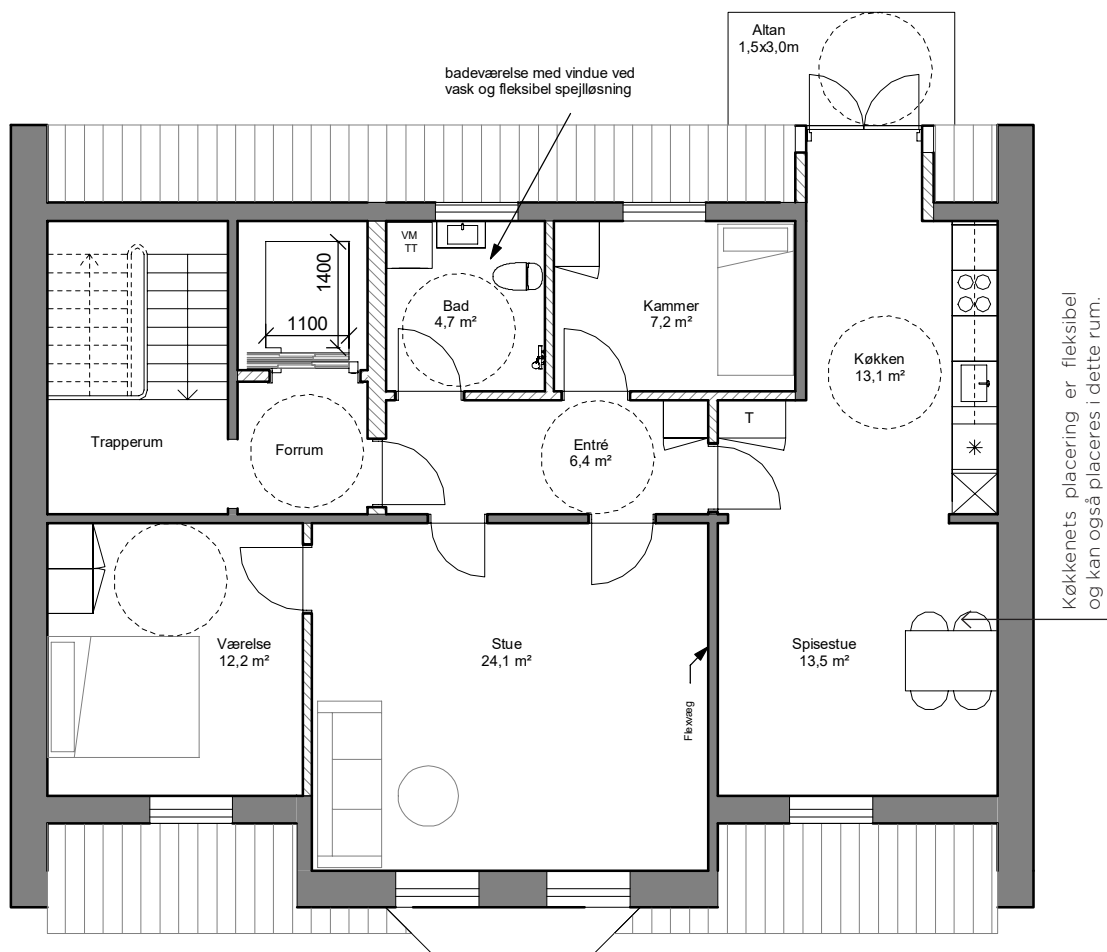 Altan
1,5x3,0m
badeværelse med vindue ved
vask og fleksibel spejlløsning
VM
TT
1400
1100
Bad
4,7 m²
Kammer
7,2 m²
Køkken
13,1 m²
Trapperum
Forrum
Entré
6,4 m²
T
Køkkenets placering er fleksibel
og kan også placeres i dette rum.
Værelse
12,2 m²
Stue
24,1 m²
Spisestue
13,5 m²
Flexvæg